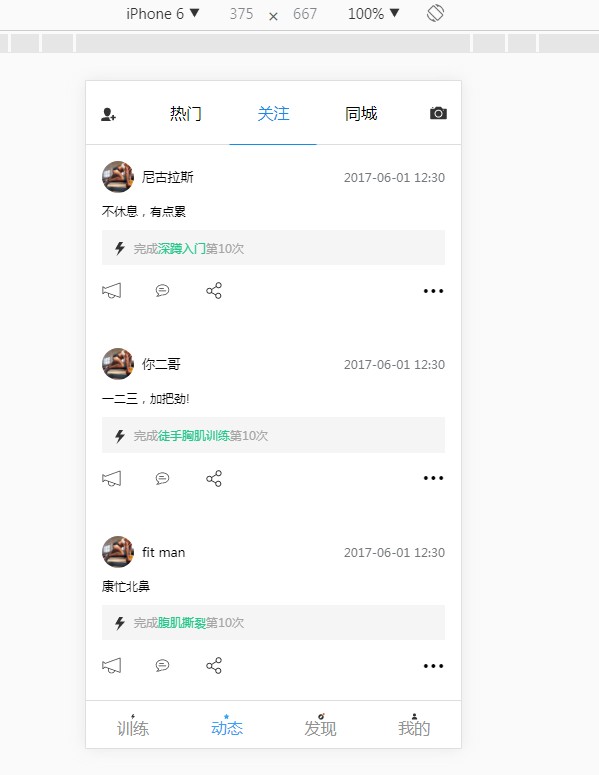 iPhone 6 ▼ 375 × 667 100% ▼
热门 关注 同城
尼古拉斯 2017-06-01 12:30
不休息，有点累
完成深蹲入门第10次
你二哥 2017-06-01 12:30
一二三，加把劲!
完成徒手胸肌训练第10次
fit man 2017-06-01 12:30
康忙北鼻
完成腹肌撕裂第10次
训练 动态 发现 我的